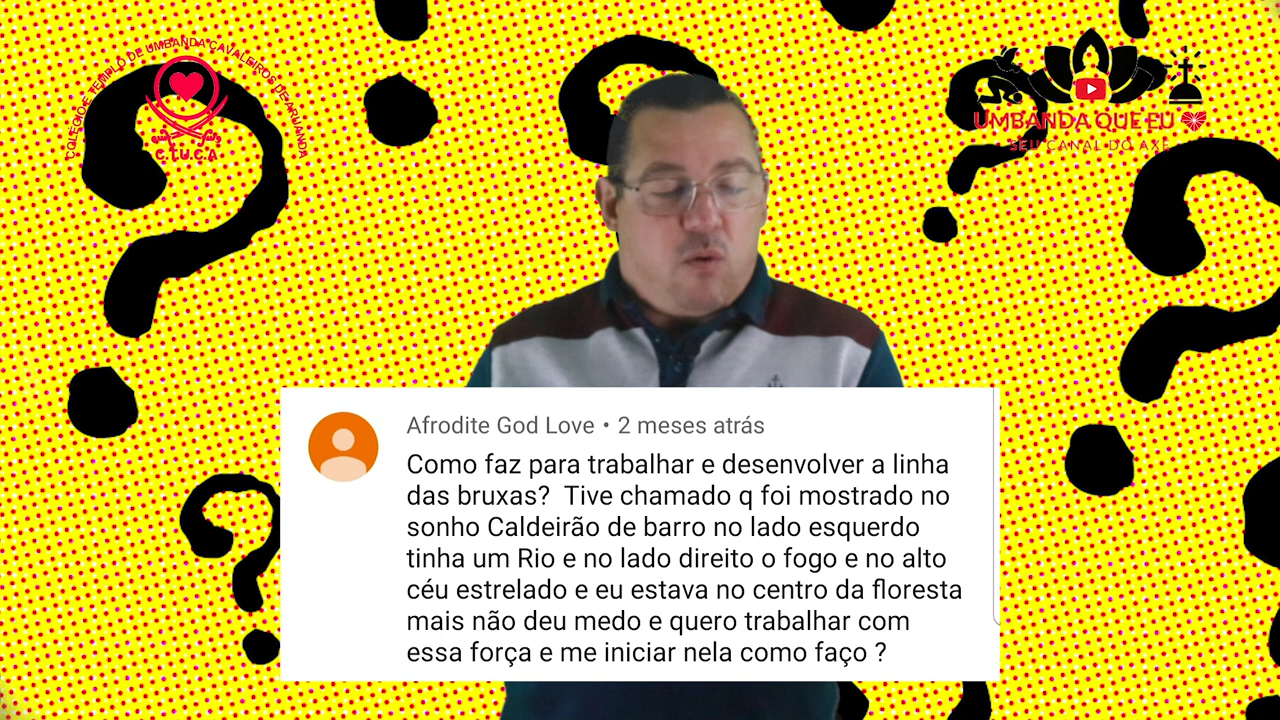 COLÉGIO E TEMPLO DE UMBANDA CAVALEIROS DE ARUANDA
C.T.U.C.A
UMBANDA QUE EU
SEU CANAL DO AXÉ
Afrodite God Love • 2 meses atrás
Como faz para trabalhar e desenvolver a linha
das bruxas? Tive chamado q foi mostrado no
sonho Caldeirão de barro no lado esquerdo
tinha um Rio e no lado direito o fogo e no alto
céu estrelado e eu estava no centro da floresta
mais não deu medo e quero trabalhar com
essa força e me iniciar nela como faço ?